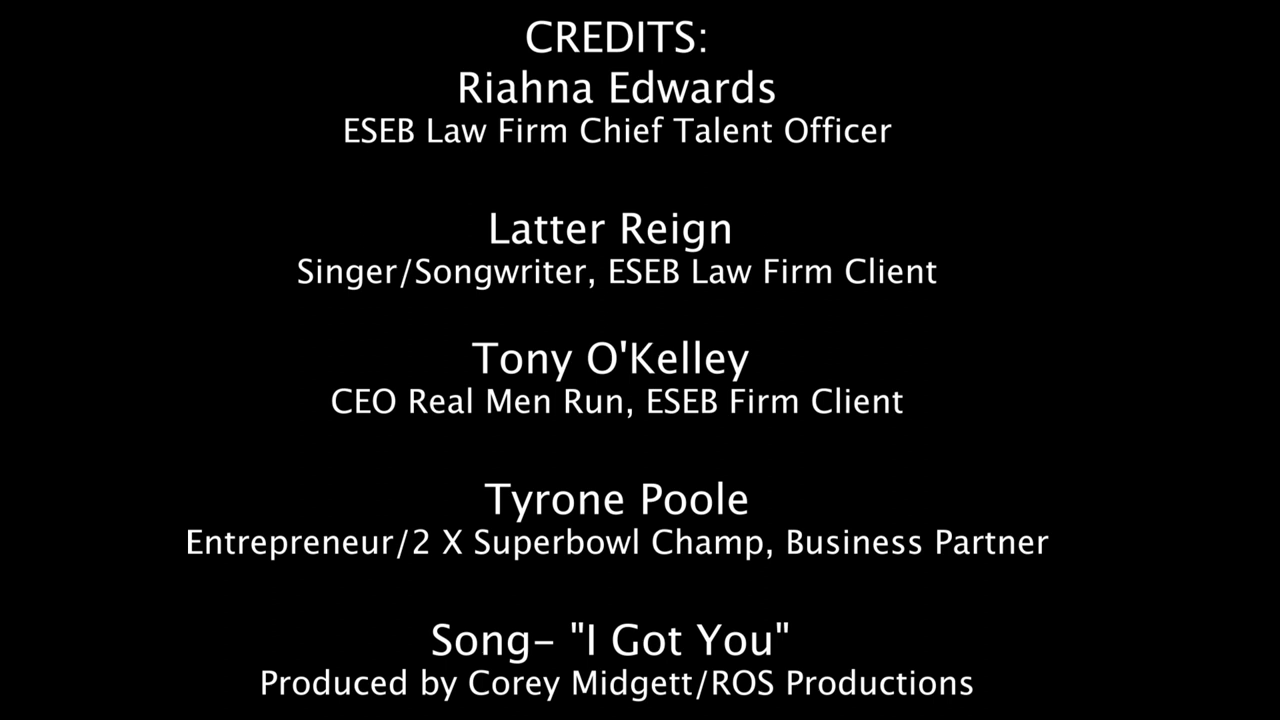 CREDITS:
Riahna Edwards
ESEB Law Firm Chief Talent Officer
Latter Reign
Singer/Songwriter, ESEB Law Firm Client
Tony O'Kelley
CEO Real Men Run, ESEB Firm Client
Tyrone Poole
Entrepreneur/2 X Superbowl Champ, Business Partner
Song– "I Got You"
Produced by Corey Midgett/ROS Productions